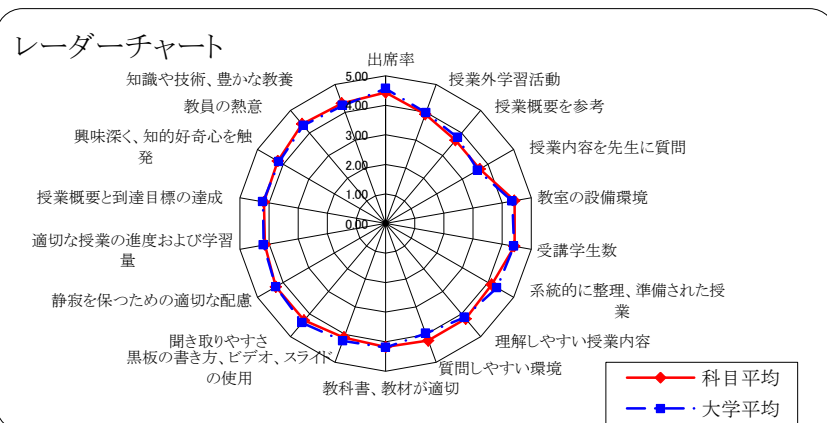 レーダーチャート
出席率
授業外学習活動
授業概要を参考
授業内容を先生に質問
教室の設備環境
受講学生数
系統的に整理、準備された授
業
理解しやすい授業内容
質問しやすい環境
教科書、教材が適切
黒板の書き方、ビデオ、スライド
の使用
聞き取りやすさ
静寂を保つための適切な配慮
適切な授業の進度および学習
量
授業概要と到達目標の達成
興味深く、知的好奇心を触
発
教員の熱意
知識や技術、豊かな教養
5.00
4.00
3.00
2.00
1.00
0.00
科目平均
大学平均